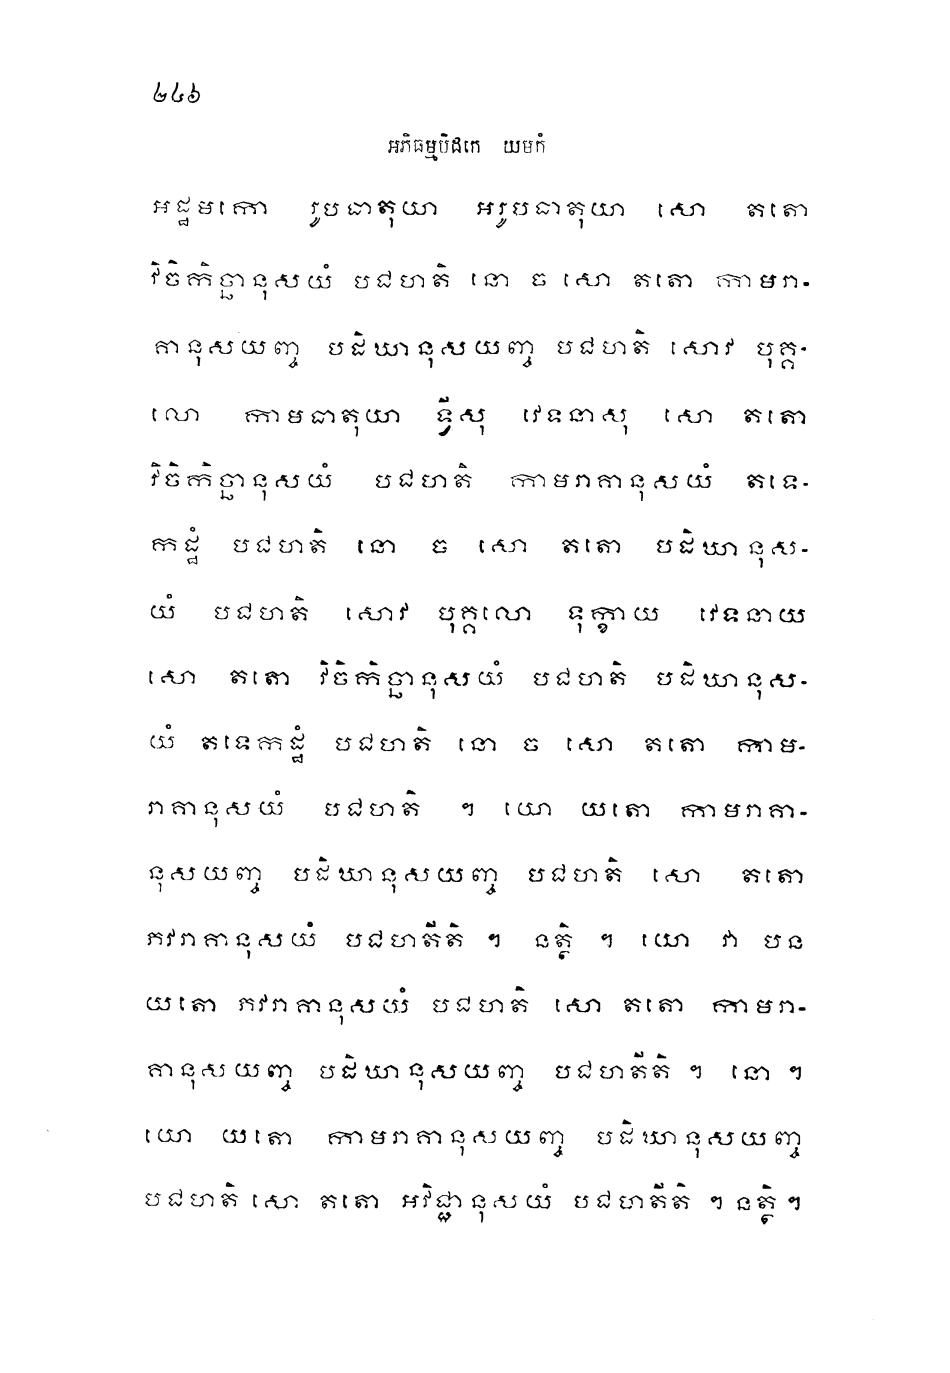 ២៤៦
អភិធម្មបិដកេ យមកំ
អដ្ឋមកោ រូបធាតុយា អរូបធាតុយា សោ តតោ
វិចិកិច្ឆានុសយំ បជហតិ នោ ច សោ តតោ កាមរា-
គានុសយញ្ច បដិឃានុសយញ្ច បជហតិ សោវ បុគ្គ-
លោ កាមធាតុយា ទ្វីសុ វេទនាសុ សោ តតោ
វិចិកិច្ឆានុសយំ បជហតិ កាមរាគានុសយំ តទេ-
កដ្ឋំ បជហតិ នោ ច សោ តតោ បដិឃានុស-
យំ បជហតិ សោវ បុគ្គលោ ទុក្ខាយ វេទនាយ
សោ តតោ វិចិកិច្ឆានុសយំ បជហតិ បដិឃានុស-
យំ តទេកដ្ឋំ បជហតិ នោ ច សោ តតោ កាម-
រាគានុសយំ បជហតិ ។ យោ យតោ កាមរាគា-
នុសយញ្ច បដិឃានុសយញ្ច បជហតិ សោ តតោ
ភវរាគានុសយំ បជហតីតិ ។ នត្ថិ ។ យោ វា បន
យតោ ភវរាគានុសយំ បជហតិ សោ តតោ កាមរា-
គានុសយញ្ច បដិឃានុសយញ្ច បជហតីតិ ។ នោ ។
យោ យតោ កាមរាគានុសយញ្ច បដិឃានុសយញ្ច
បជហតិ សោ តតោ អវិជ្ជានុសយំ បជហតីតិ ។ នត្ថិ ។